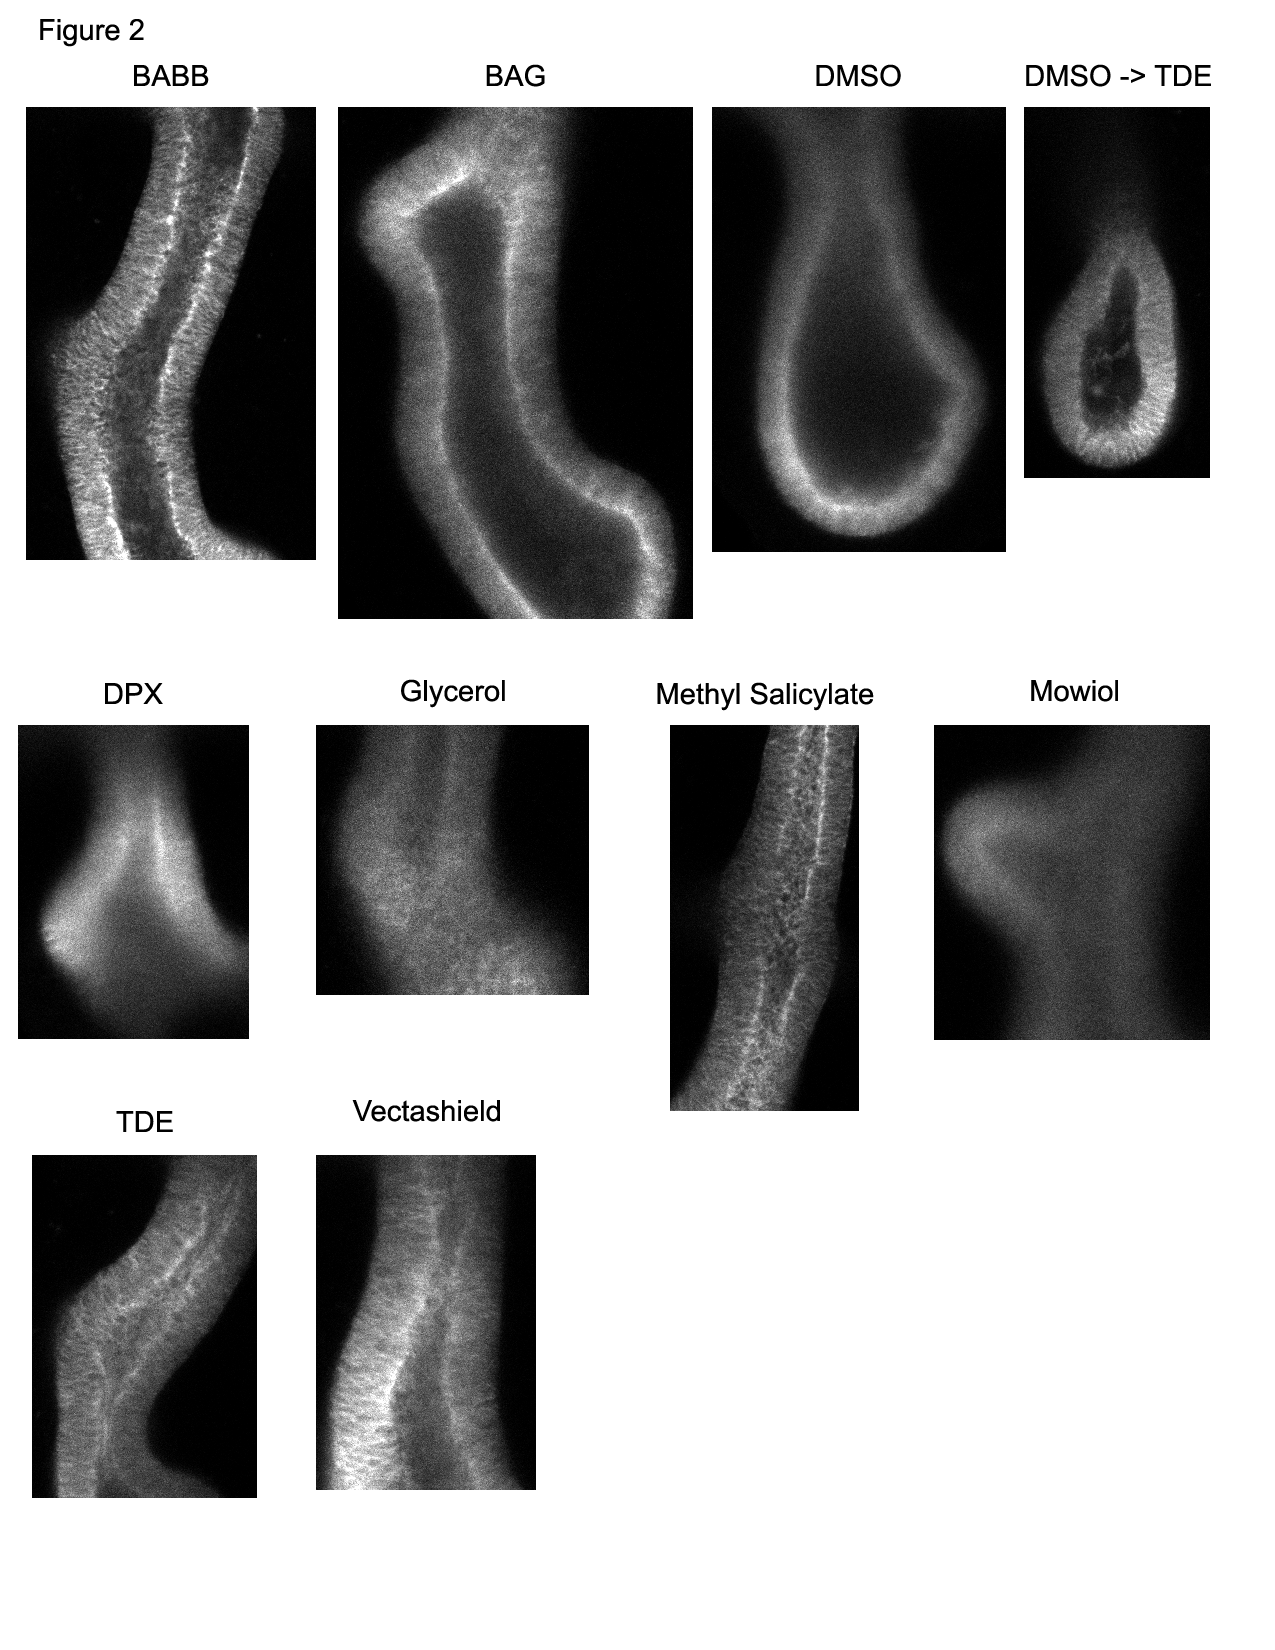 Figure 2
BABB
BAG
DMSO
DMSO -> TDE
DPX
Glycerol
Methyl Salicylate
Mowiol
TDE
Vectashield